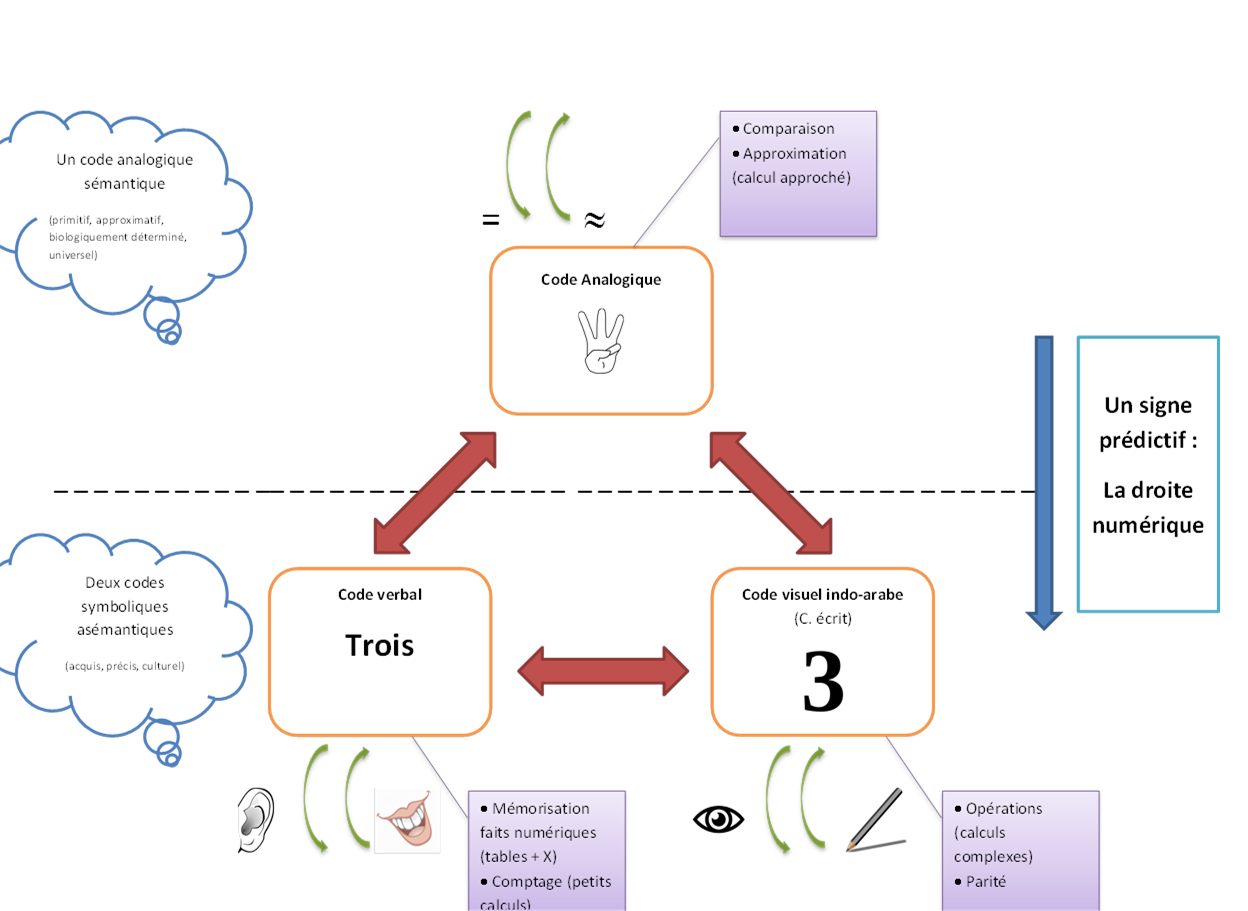 Un code analogique
sémantique
(primitif, approximatif,
biologiquement déterminé,
universel)
= ≈
• Comparaison
• Approximation
(calcul approché)
Code Analogique
Un signe
prédictif :
La droite
numérique
Deux codes
symboliques
asémantiques
(acquis, précis, culturel)
Code verbal
Trois
Code visuel indo-arabe
(C. écrit)
3
• Mémorisation
faits numériques
(tables + X)
• Comptage (petits
calculs)
• Opérations
(calculs
complexes)
• Parité